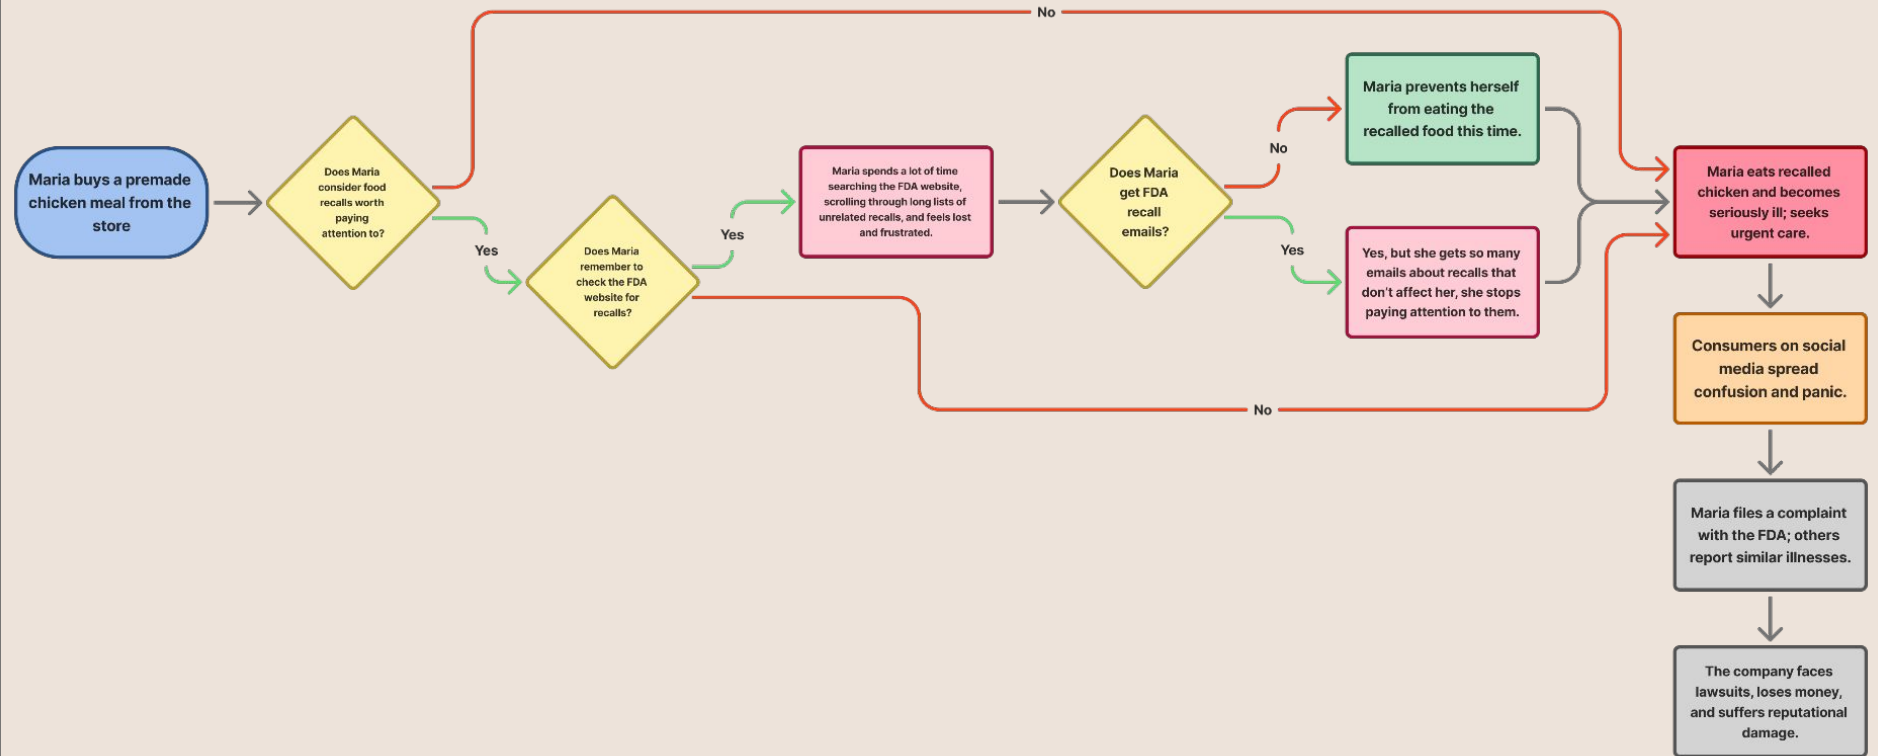 No
Maria buys a premade
chicken meal from the
store
Does Maria
consider food
recalls worth
paying
attention to?
Yes
Does Maria
remember to
check the FDA
website for
recalls?
Yes
No
Maria spends a lot of time
searching the FDA website,
scrolling through long lists of
unrelated recalls, and feels lost
and frustrated.
Does Maria
get FDA
recall
emails?
No
Maria prevents herself
from eating the
recalled food this time.
Yes
Yes, but she gets so many
emails about recalls that
don't affect her, she stops
paying attention to them.
Maria eats recalled
chicken and becomes
seriously ill; seeks
urgent care.
Consumers on social
media spread
confusion and panic.
Maria files a complaint
with the FDA; others
report similar illnesses.
The company faces
lawsuits, loses money,
and suffers reputational
damage.